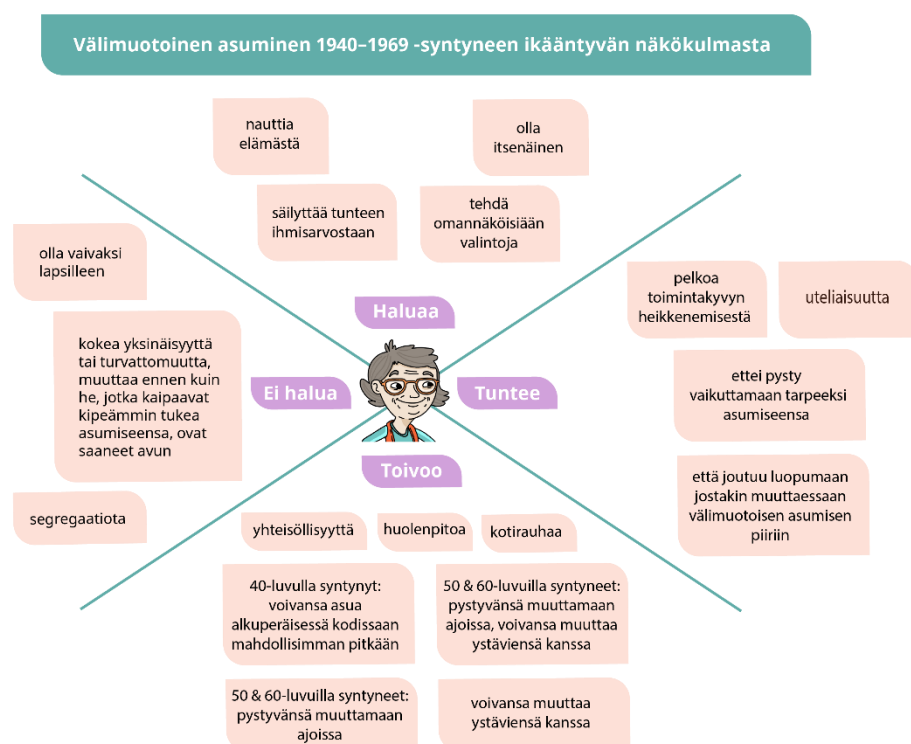 Välimuotoinen asuminen 1940–1969 -syntyneen ikääntyvän näkökulmasta
Haluaa
nauttia
elämästä
olla
itsenäinen
säilyttää tunteen
ihmisarvostaan
tehdä
omannäköisiään
valintoja
Ei halua
olla vaivaksi
lapsilleen
kokea yksinäisyyttä
tai turvattomuutta,
muuttaa ennen kuin
he, jotka kaipaavat
kipeämmin tukea
asumiseensa, ovat
saaneet avun
segregaatiota
Tuntee
pelkoa
toimintakyvyn
heikkenemisestä
uteliaisuutta
ettei pysty
vaikuttamaan tarpeeksi
asumiseensa
että joutuu luopumaan
jostakin muuttaessaan
välimuotoisen asumisen
piiriin
Toivoo
yhteisöllisyyttä
huolenpitoa
kotirauhaa
40-luvulla syntynyt:
voivansa asua
alkuperäisessä kodissaan
mahdollisimman pitkään
50 & 60-luvuilla syntyneet:
pystyvänsä muuttamaan
ajoissa, voivansa muuttaa
ystäviensä kanssa
50 & 60-luvuilla syntyneet:
pystyvänsä muuttamaan
ajoissa
voivansa muuttaa
ystäviensä kanssa